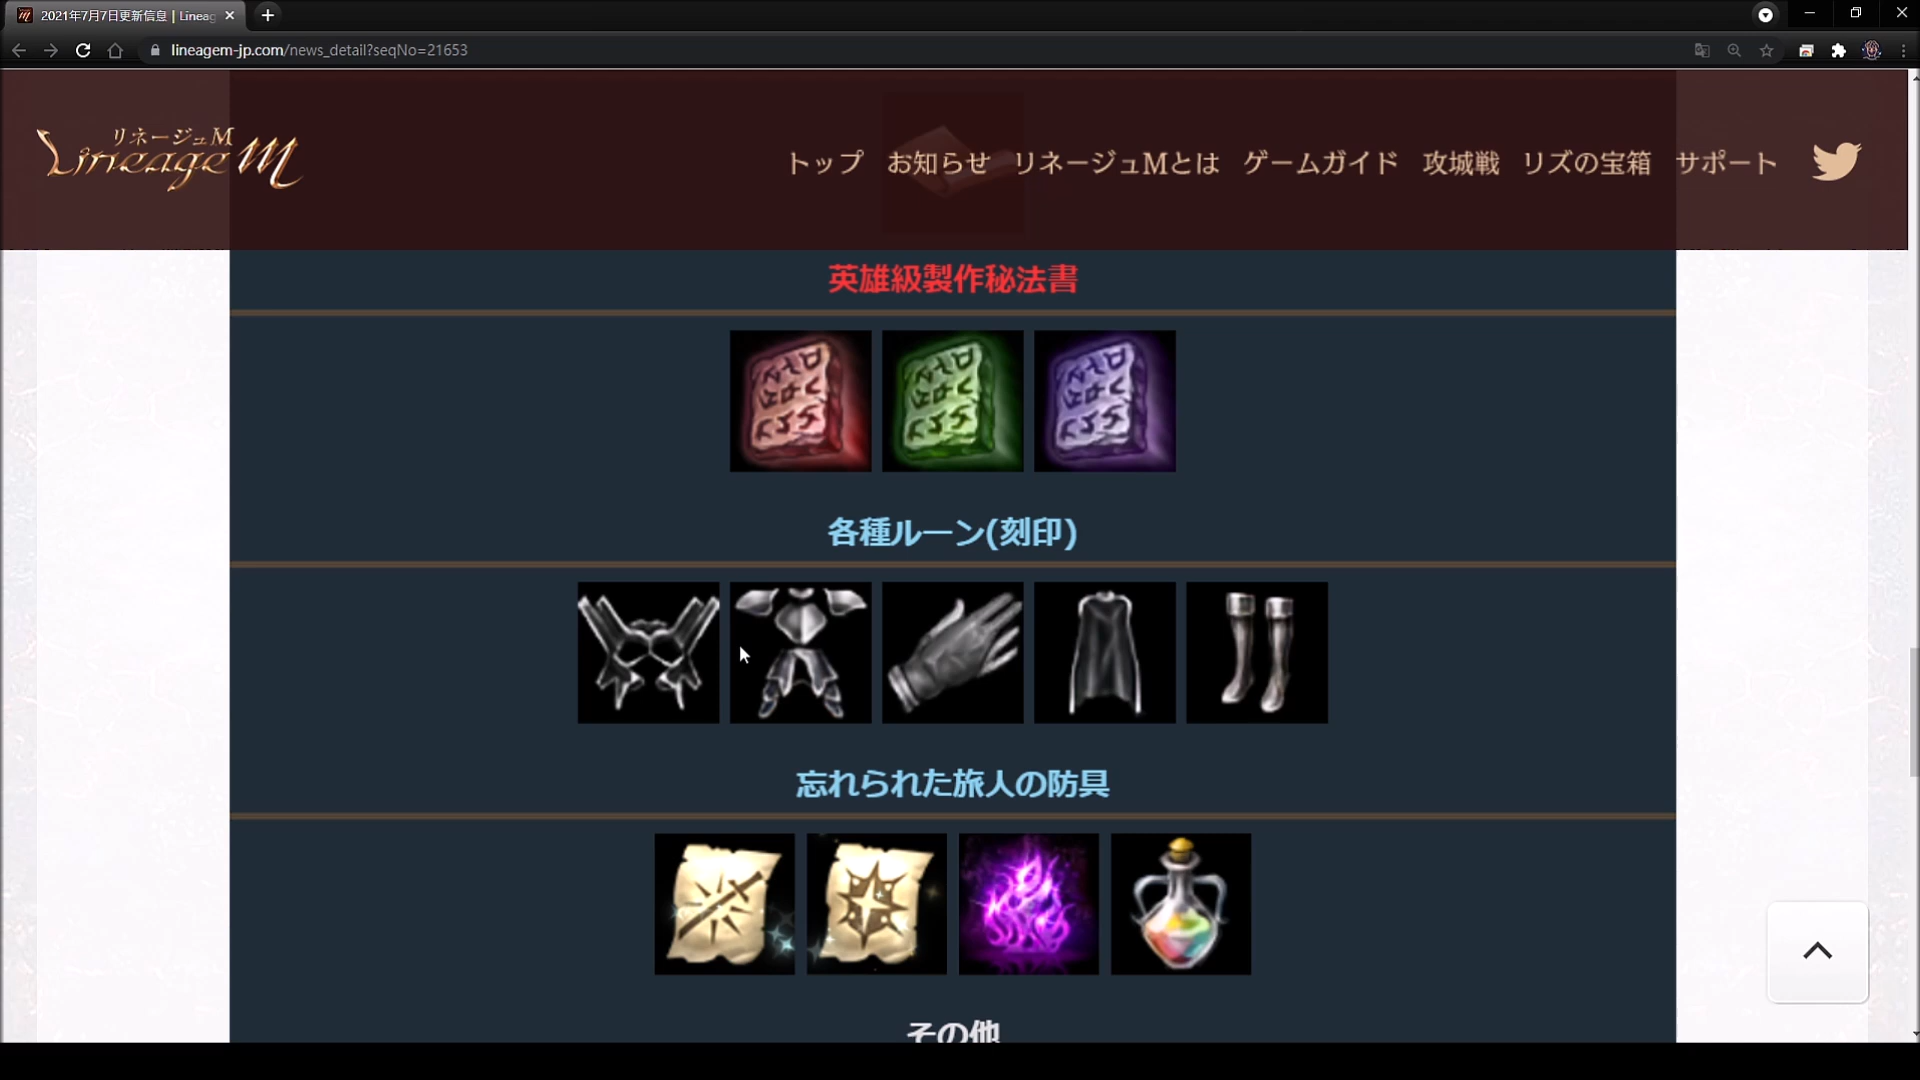 2021年7月7日更新信息 | Lineag
lineagem-jp.com/news_detail?seqNo=21653
リネージュM
Lineage M
トップ お知らせ リネージュMとは ゲームガイド 攻城戦 リズの宝箱 サポート
英雄級製作秘法書
各種ルーン(刻印)
忘れられた旅人の防具
その他